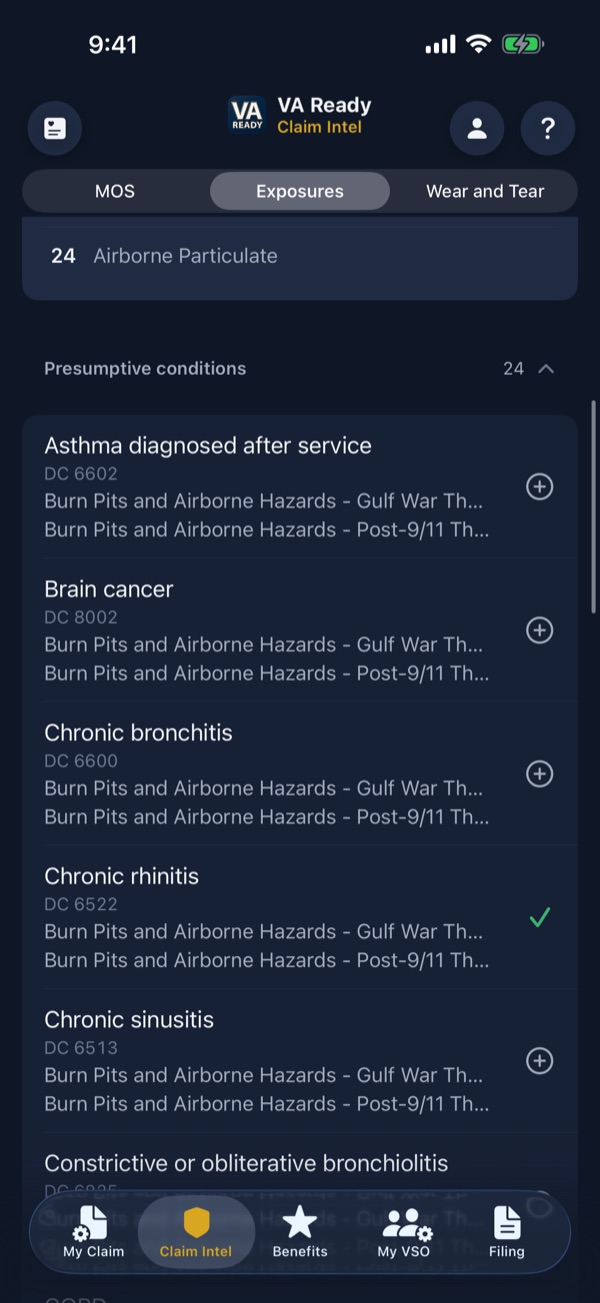 9:41
VA
READY
VA Ready
Claim Intel
?
MOS
Exposures
Wear and Tear
24 Airborne Particulate
Presumptive conditions 24
Asthma diagnosed after service
DC 6602
Burn Pits and Airborne Hazards - Gulf War Th...
Burn Pits and Airborne Hazards - Post-9/11 Th...
Brain cancer
DC 8002
Burn Pits and Airborne Hazards - Gulf War Th...
Burn Pits and Airborne Hazards - Post-9/11 Th...
Chronic bronchitis
DC 6600
Burn Pits and Airborne Hazards - Gulf War Th...
Burn Pits and Airborne Hazards - Post-9/11 Th...
Chronic rhinitis
DC 6522
Burn Pits and Airborne Hazards - Gulf War Th...
Burn Pits and Airborne Hazards - Post-9/11 Th...
Chronic sinusitis
DC 6513
Burn Pits and Airborne Hazards - Gulf War Th...
Burn Pits and Airborne Hazards - Post-9/11 Th...
Constrictive or obliterative bronchiolitis
DC
My Claim
Claim Intel
Benefits
My VSO
Filing